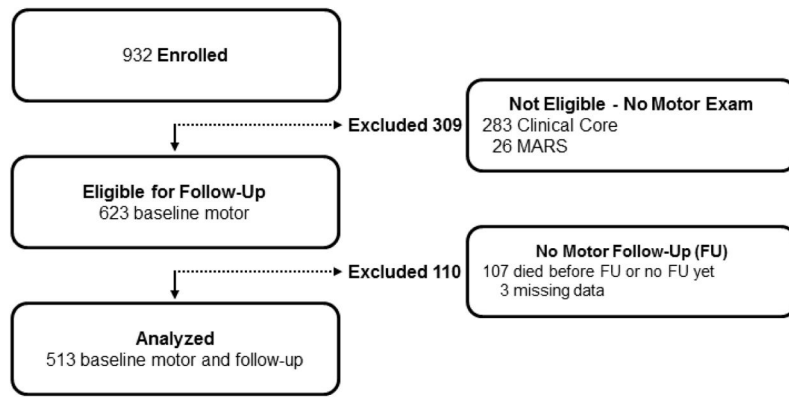 932 Enrolled
Excluded 309
Not Eligible - No Motor Exam
283 Clinical Core
26 MARS
Eligible for Follow-Up
623 baseline motor
Excluded 110
No Motor Follow-Up (FU)
107 died before FU or no FU yet
3 missing data
Analyzed
513 baseline motor and follow-up